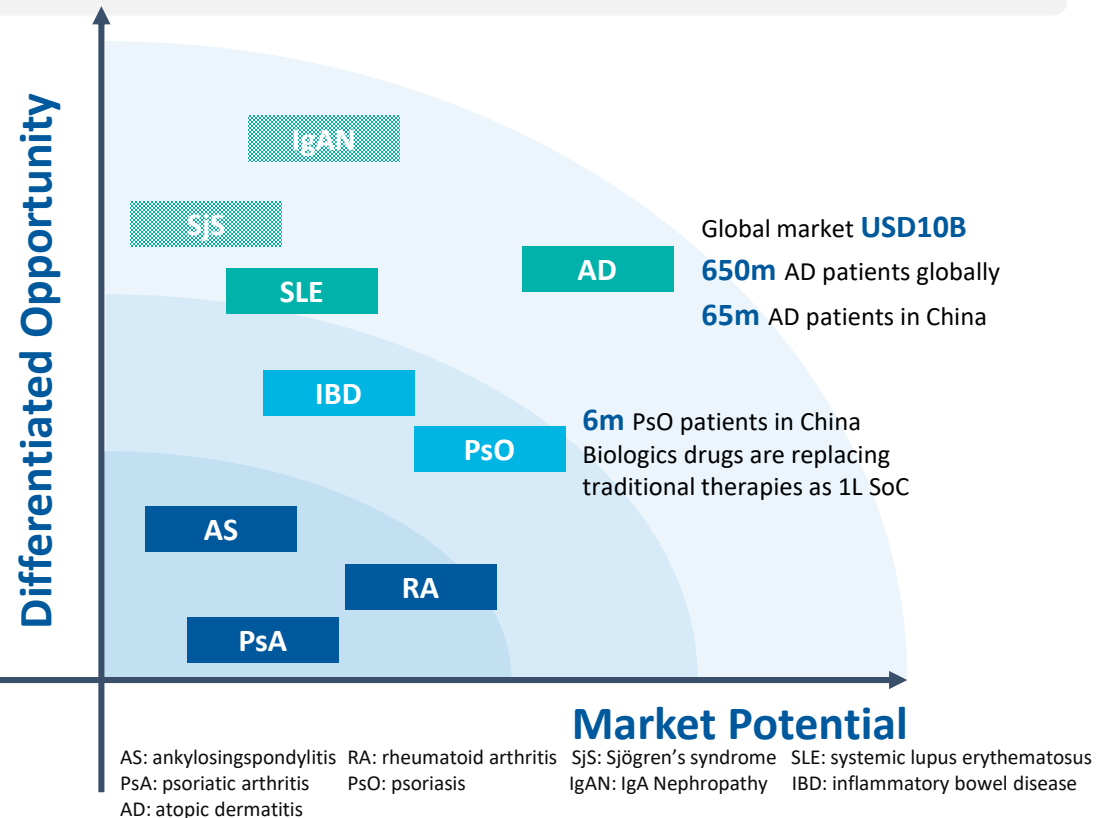 Differentiated Opportunity
IgAN
SjS
SLE
AD
Global market USD10B
650m AD patients globally
65m AD patients in China
IBD
PsO
6m PsO patients in China
Biologics drugs are replacing
traditional therapies as 1L SoC
AS
RA
PsA
Market Potential
AS: ankylosingspondylitis RA: rheumatoid arthritis SjS: Sjögren’s syndrome SLE: systemic lupus erythematosus
PsA: psoriatic arthritis PsO: psoriasis IgAN: IgA Nephropathy IBD: inflammatory bowel disease
AD: atopic dermatitis